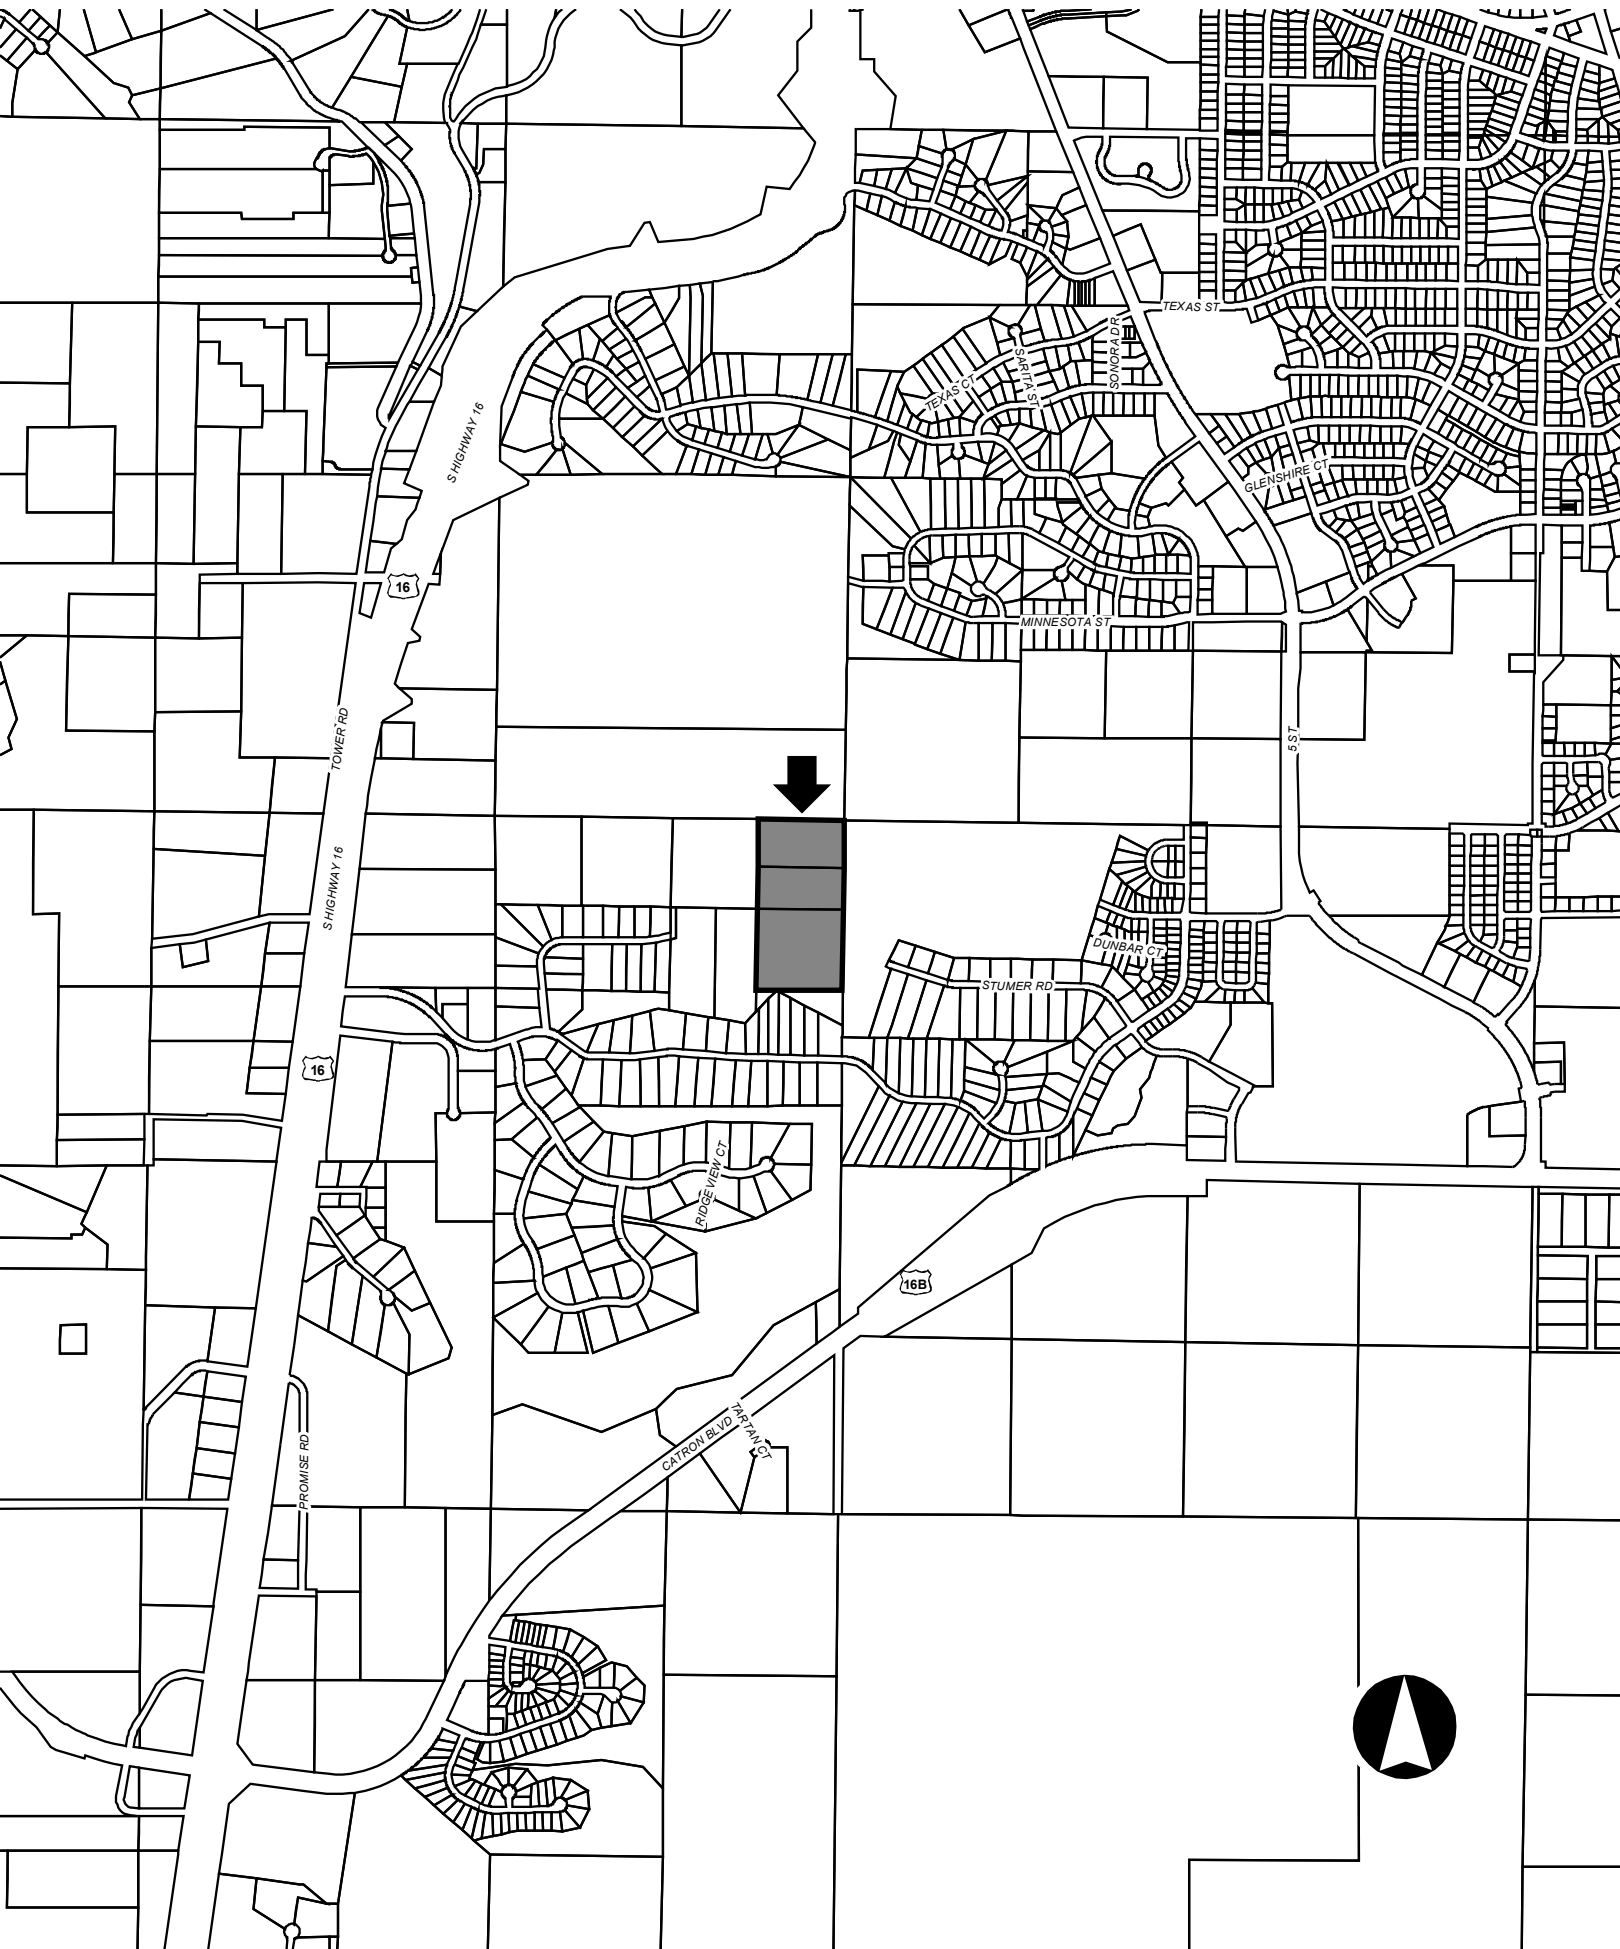 TEXAS ST
SONORA DR
SARITA ST
TEXAS CT
S HIGHWAY 16
GLENSHIRE CT
16
MINNESOTA ST
TOWER RD
5 ST
S HIGHWAY 16
DUNBAR CT
STUMER RD
16
RIDGEVIEW CT
16B
TARTAN CT
CATRON BLVD
PROMISE RD